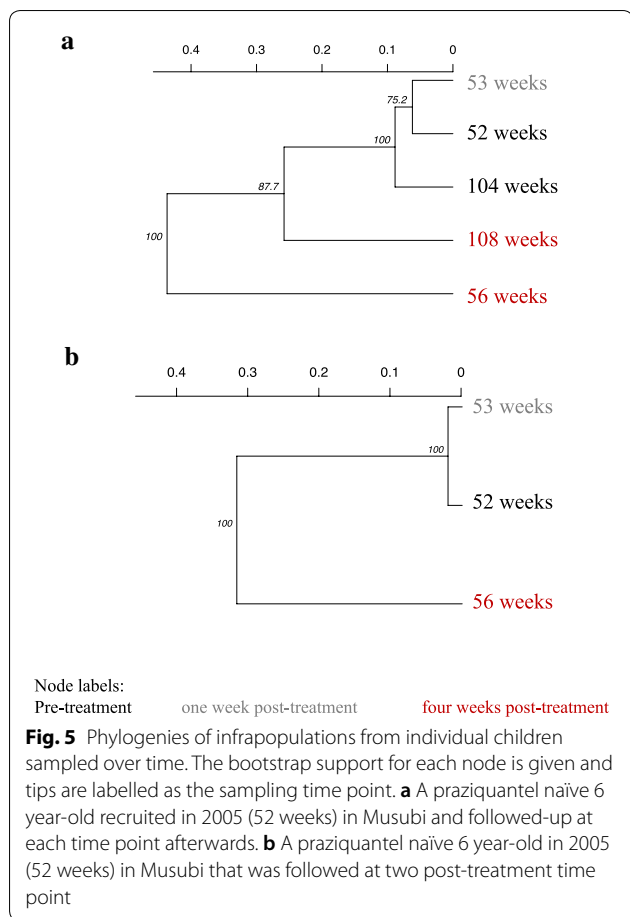 a
0.4 0.3 0.2 0.1 0
53 weeks
75.2
52 weeks
100
104 weeks
87.7
108 weeks
100
56 weeks
b
0.4 0.3 0.2 0.1 0
53 weeks
100
52 weeks
100
56 weeks
Node labels:
Pre-treatment one week post-treatment four weeks post-treatment
Fig. 5 Phylogenies of infrapopulations from individual children
sampled over time. The bootstrap support for each node is given and
tips are labelled as the sampling time point. a A praziquantel naïve 6
year-old recruited in 2005 (52 weeks) in Musubi and followed-up at
each time point afterwards. b A praziquantel naïve 6 year-old in 2005
(52 weeks) in Musubi that was followed at two post-treatment time
point